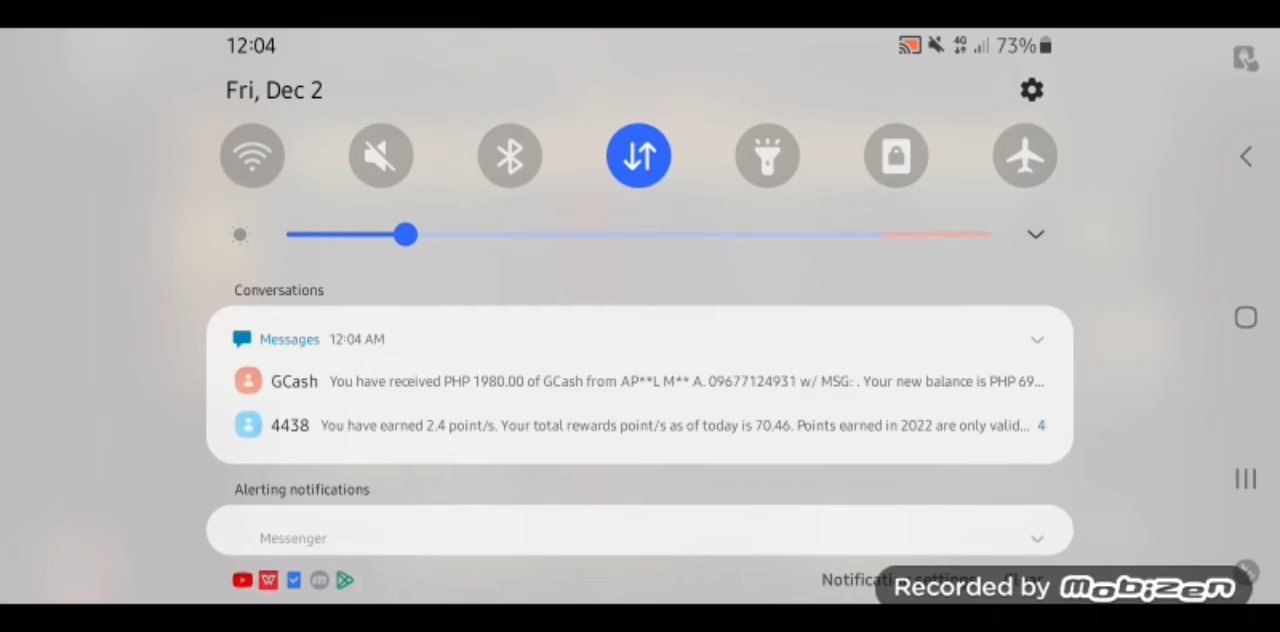 12:04
4G
73%
Fri, Dec 2
Conversations
Messages 12:04 AM
GCash You have received PHP 1980.00 of GCash from AP**L M** A. 09677124931 w/ MSG: . Your new balance is PHP 69...
4438 You have earned 2.4 point/s. Your total rewards point/s as of today is 70.46. Points earned in 2022 are only valid... 4
Alerting notifications
Messenger
Recorded by mobizen